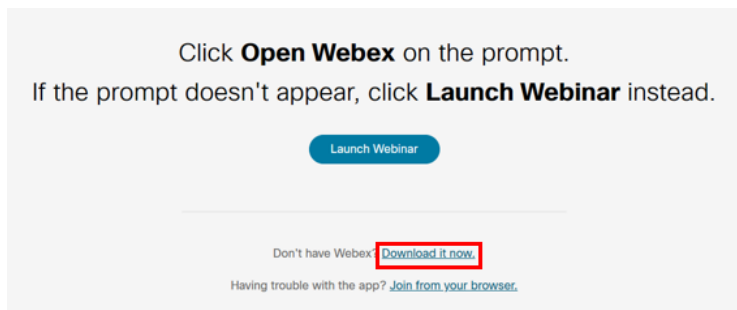 Click Open Webex on the prompt.
If the prompt doesn't appear, click Launch Webinar instead.
Launch Webinar
Don't have Webex? Download it now.
Having trouble with the app? Join from your browser.